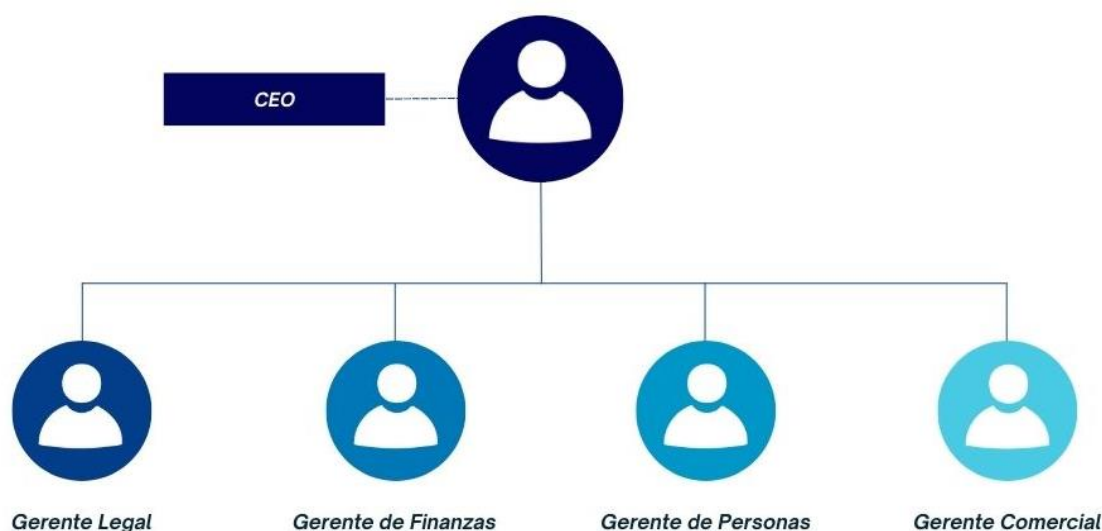 CEO
Gerente Legal
Gerente de Finanzas
Gerente de Personas
Gerente Comercial